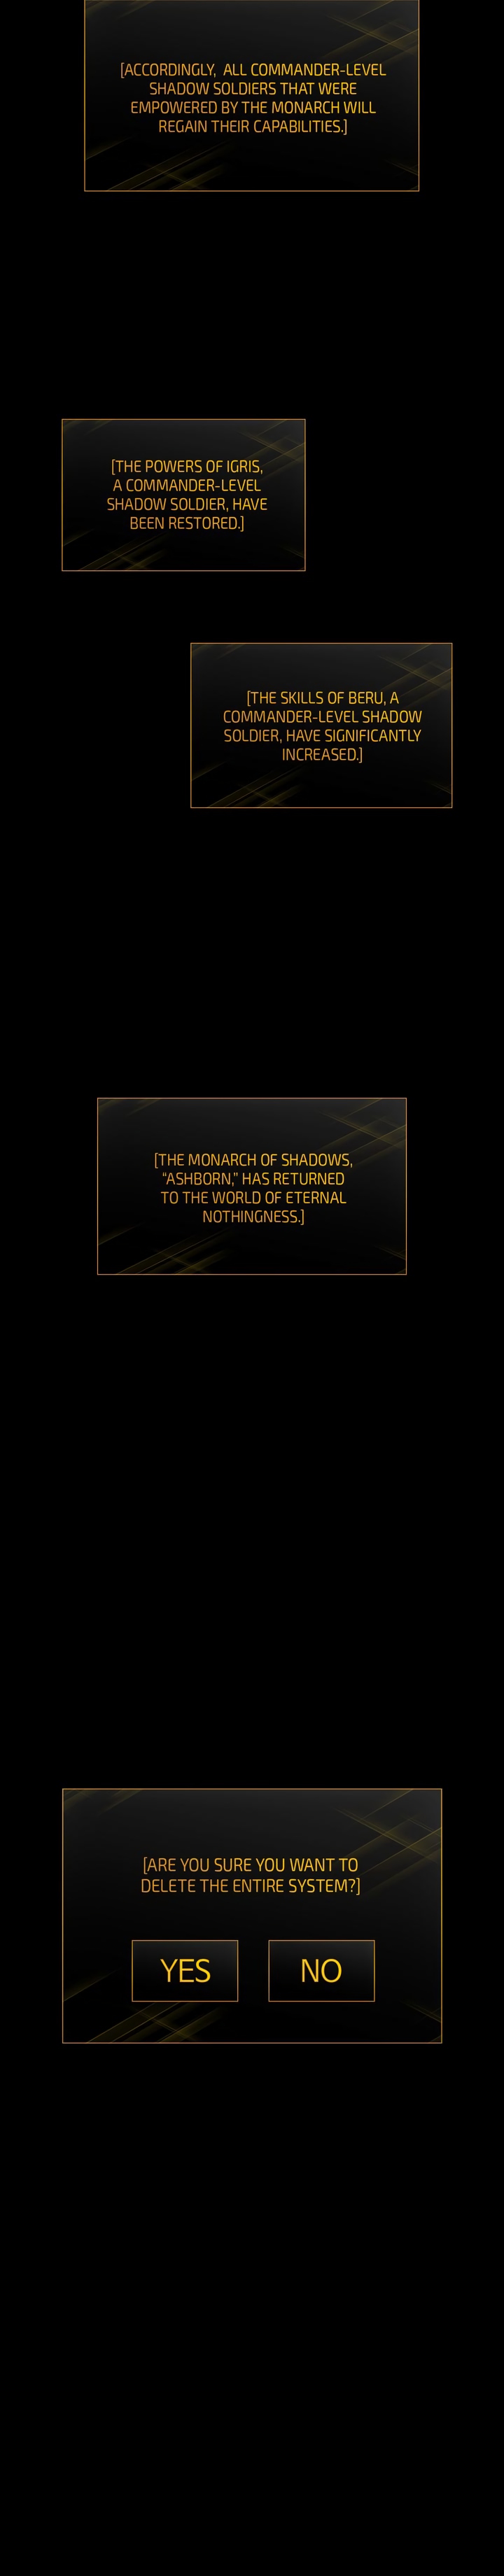 [ACCORDINGLY, ALL COMMANDER-LEVEL
SHADOW SOLDIERS THAT WERE
EMPOWERED BY THE MONARCH WILL
REGAIN THEIR CAPABILITIES.]
[THE POWERS OF IGRIS,
A COMMANDER-LEVEL
SHADOW SOLDIER, HAVE
BEEN RESTORED.]
[THE SKILLS OF BERU, A
COMMANDER-LEVEL SHADOW
SOLDIER, HAVE SIGNIFICANTLY
INCREASED.]
[THE MONARCH OF SHADOWS,
“ASHBORN,” HAS RETURNED
TO THE WORLD OF ETERNAL
NOTHINGNESS.]
[ARE YOU SURE YOU WANT TO
DELETE THE ENTIRE SYSTEM?]
YES NO